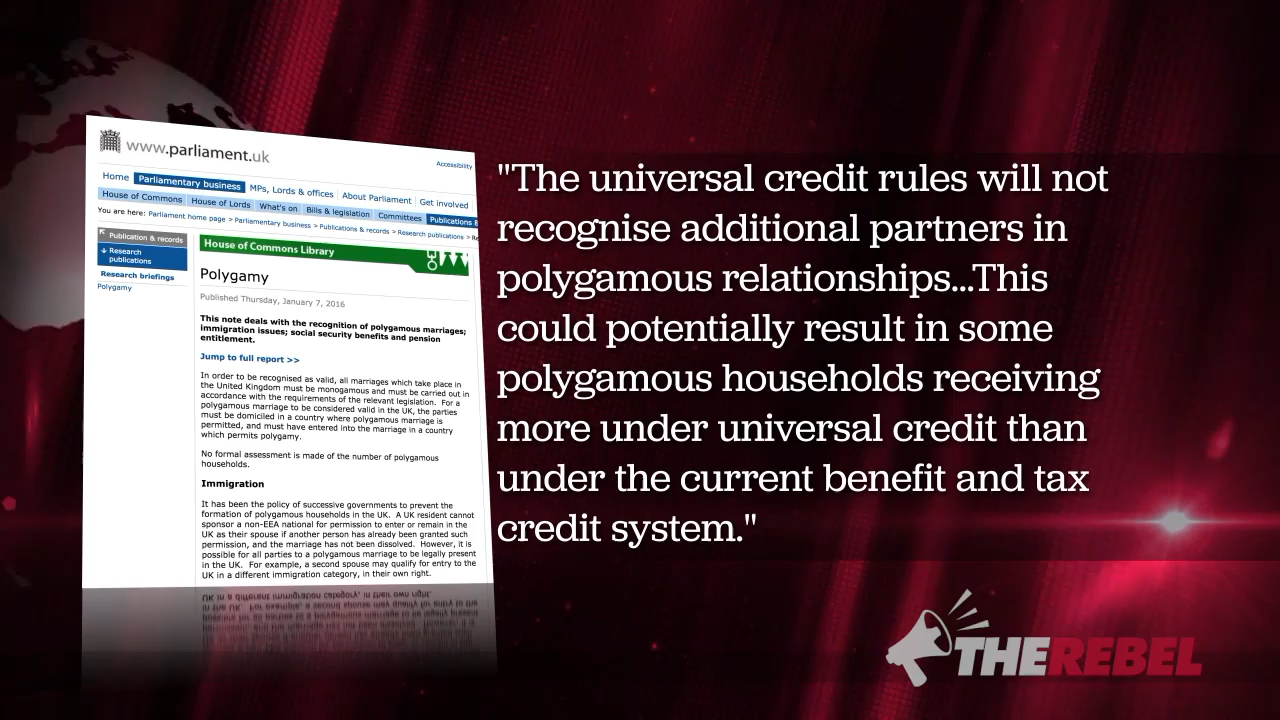 www.parliament.uk
Accessibility
Home Parliamentary business MPs, Lords & offices About Parliament Get involved
House of Commons House of Lords What's on Bills & legislation Committees Publications &
You are here: Parliament home page > Parliamentary business > Publications & records > Research publications > Re
Publication & records
Research
publications
Research briefings
Polygamy
House of Commons Library
Polygamy
Published Thursday, January 7, 2016
This note deals with the recognition of polygamous marriages;
immigration issues; social security benefits and pension
entitlement.
Jump to full report >>
In order to be recognised as valid, all marriages which take place in
the United Kingdom must be monogamous and must be carried out in
accordance with the requirements of the relevant legislation. For a
polygamous marriage to be considered valid in the UK, the parties
must be domiciled in a country where polygamous marriage is
permitted, and must have entered into the marriage in a country
which permits polygamy.
No formal assessment is made of the number of polygamous
households.
Immigration
It has been the policy of successive governments to prevent the
formation of polygamous households in the UK. A UK resident cannot
sponsor a non-EEA national for permission to enter or remain in the
UK as their spouse if another person has already been granted such
permission, and the marriage has not been dissolved. However, it is
possible for all parties to a polygamous marriage to be legally present
in the UK. For example, a second spouse may qualify for entry to the
UK in a different immigration category, in their own right.
"The universal credit rules will not
recognise additional partners in
polygamous relationships...This
could potentially result in some
polygamous households receiving
more under universal credit than
under the current benefit and tax
credit system."
THEREBEL